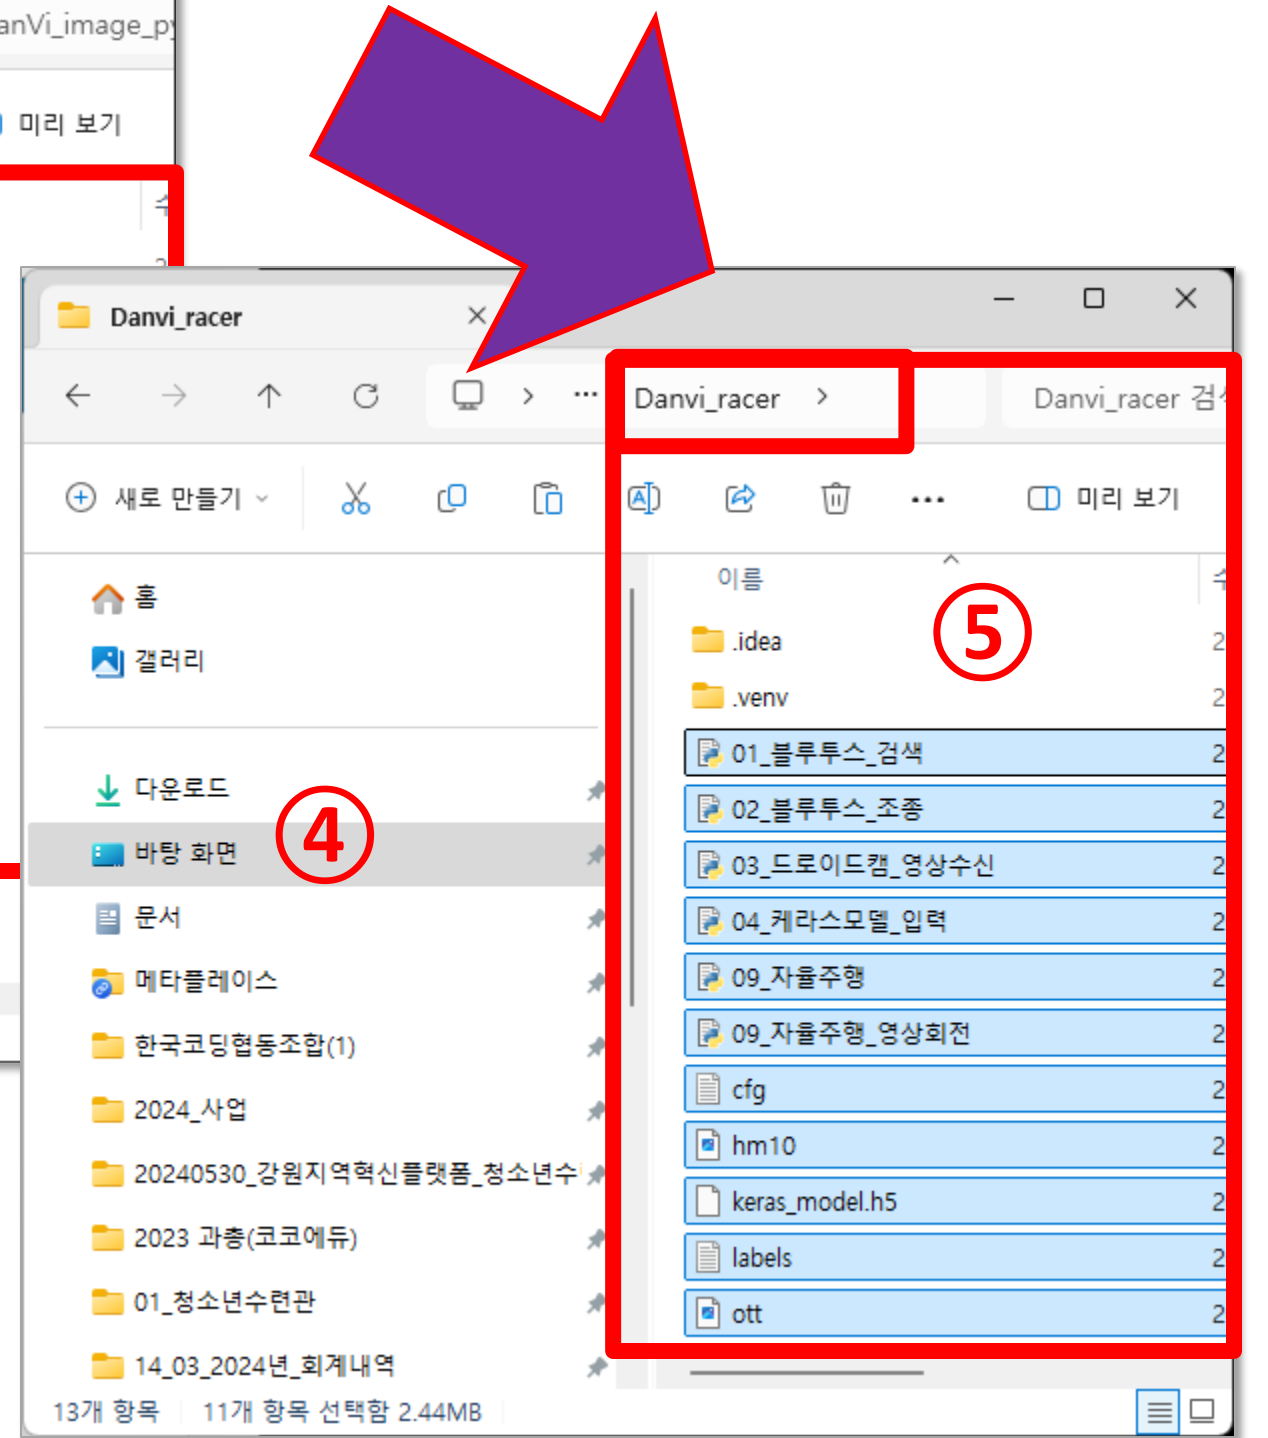 anVi_image_py
미리 보기
Danvi_racer
Danvi_racer
Danvi_racer 검색
새로 만들기
미리 보기
홈
갤러리
다운로드
바탕 화면
④
문서
메타플레이스
한국코딩협동조합(1)
2024_사업
20240530_강원지역혁신플랫폼_청소년수
2023 과총(코코에듀)
01_청소년수련관
14_03_2024년_회계내역
이름
⑤
.idea
.venv
01_블루투스_검색
02_블루투스_조종
03_드로이드캠_영상수신
04_케라스모델_입력
09_자율주행
09_자율주행_영상회전
cfg
hm10
keras_model.h5
labels
ott
13개 항목
11개 항목 선택함 2.44MB